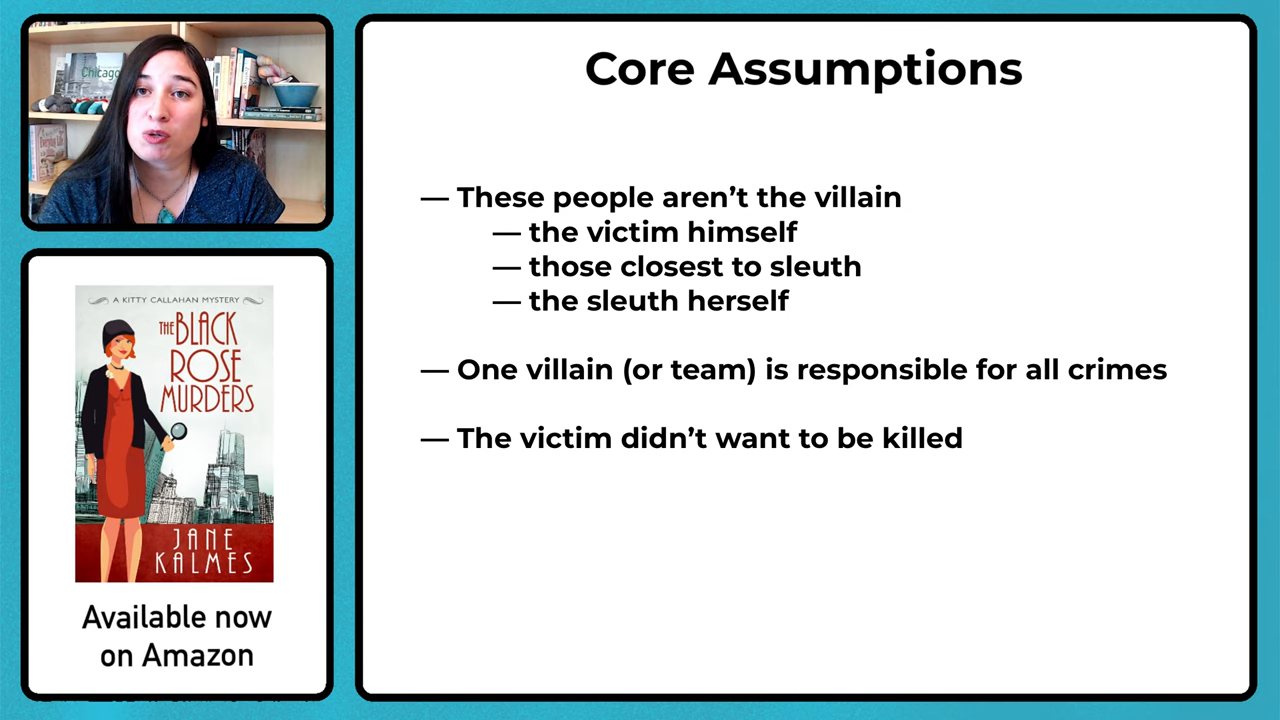 Core Assumptions
— These people aren’t the villain
— the victim himself
— those closest to sleuth
— the sleuth herself
— One villain (or team) is responsible for all crimes
— The victim didn’t want to be killed
Chicago
A KITTY CALLAHAN MYSTERY
THE BLACK
ROSE
MURDERS
JANE
KALMES
Available now
on Amazon